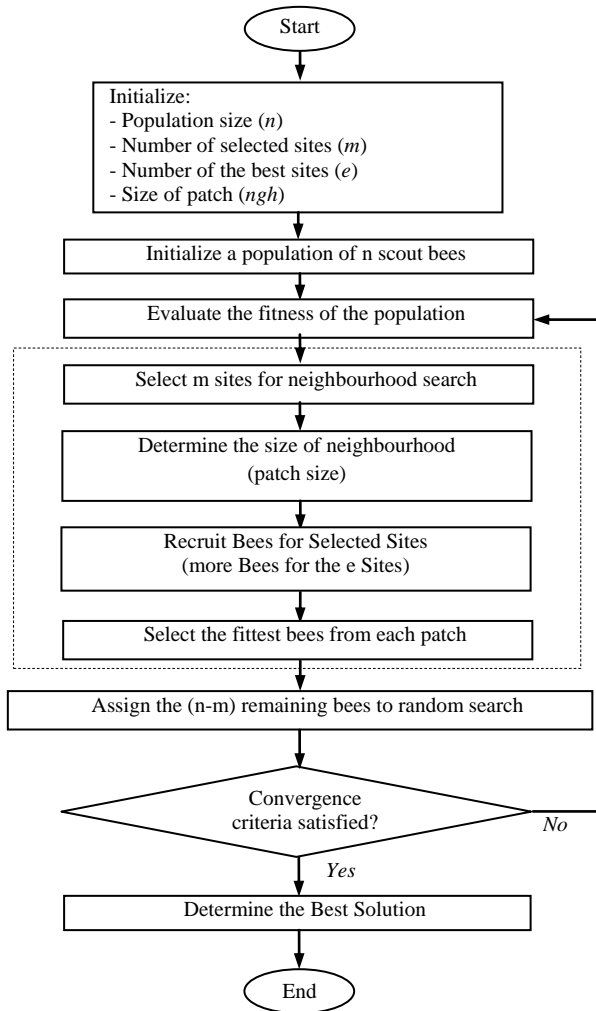 Start
Initialize:
- Population size (n)
- Number of selected sites (m)
- Number of the best sites (e)
- Size of patch (ngh)
Initialize a population of n scout bees
Evaluate the fitness of the population
Select m sites for neighbourhood search
Determine the size of neighbourhood
(patch size)
Recruit Bees for Selected Sites
(more Bees for the e Sites)
Select the fittest bees from each patch
Assign the (n-m) remaining bees to random search
Convergence
criteria satisfied?
No
Yes
Determine the Best Solution
End